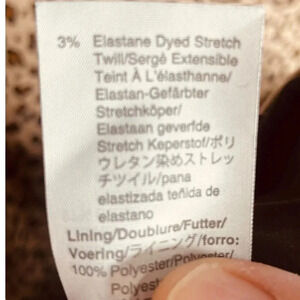 3% Elastane Dyed Stretch
Twill/Sergé Extensible
Teint À L'élasthanne/
Elastan-Gefärbter
Stretchköper/
Elastaan geverfde
Stretch Keperstof/ポリ
ウレタン染めストレッ
チツイル/pana
elastizada teñida de
elastano
Lining/Doublure/Futter/
Voering/ライニング/forro:
100% Polyester/Polyester/
Polyester/